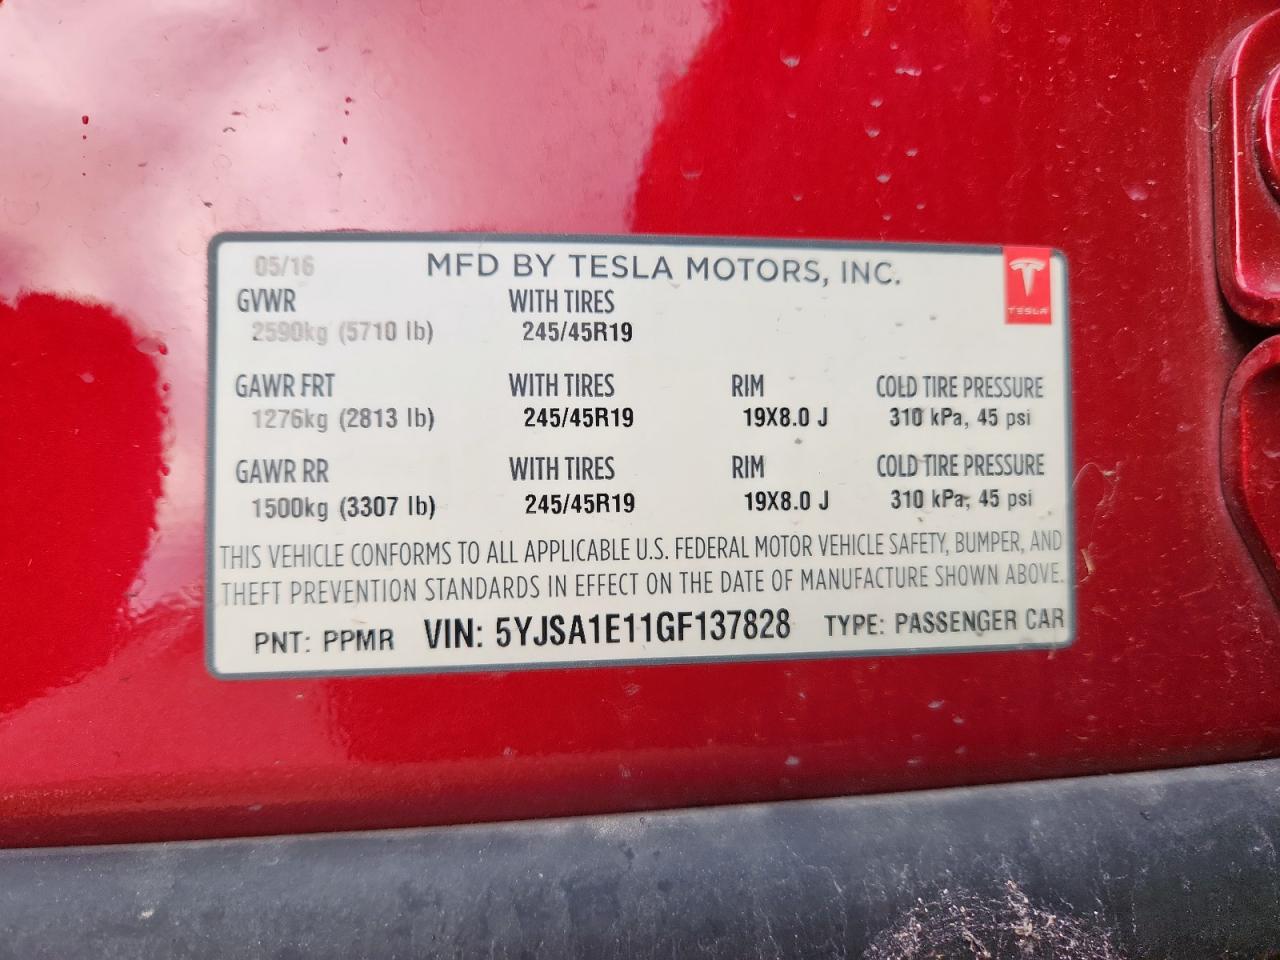 05/16 MFD BY TESLA MOTORS, INC.
TESLA
GVWR WITH TIRES
2590kg (5710 lb) 245/45R19
GAWR FRT WITH TIRES RIM COLD TIRE PRESSURE
1276kg (2813 lb) 245/45R19 19X8.0 J 310 kPa, 45 psi
GAWR RR WITH TIRES RIM COLD TIRE PRESSURE
1500kg (3307 lb) 245/45R19 19X8.0 J 310 kPa, 45 psi
THIS VEHICLE CONFORMS TO ALL APPLICABLE U.S. FEDERAL MOTOR VEHICLE SAFETY, BUMPER, AND
THEFT PREVENTION STANDARDS IN EFFECT ON THE DATE OF MANUFACTURE SHOWN ABOVE.
PNT: PPMR VIN: 5YJSA1E11GF137828 TYPE: PASSENGER CAR